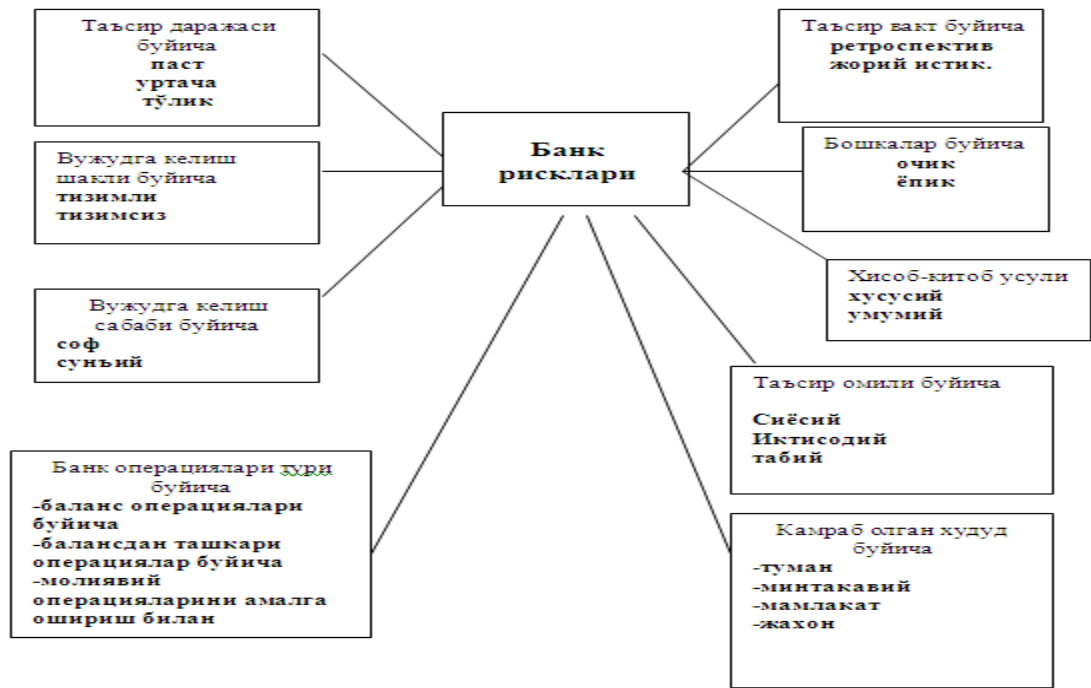 Таъсир даражаси
буйича
паст
уртача
тўлик
Вужудга келиш
шакли буйича
тизимли
тизимсиз
Вужудга келиш
сабаби буйича
соф
сунъий
Банк операциялари тури
буйича
-баланс операциялари
буйича
-балансдан ташкари
операциялар буйича
-молиявий
операцияларини амалга
ошириш билан
Банк
рисклари
Таъсир вакт буйича
ретроспектив
жорий истик.
Бошкалар буйича
очик
ёпик
Хисоб-китоб усули
хусусий
умумий
Таъсир омили буйича
Сиёсий
Иктисодий
табий
Камраб олган худуд
буйича
-туман
-минтакавий
-мамлакат
-жахон